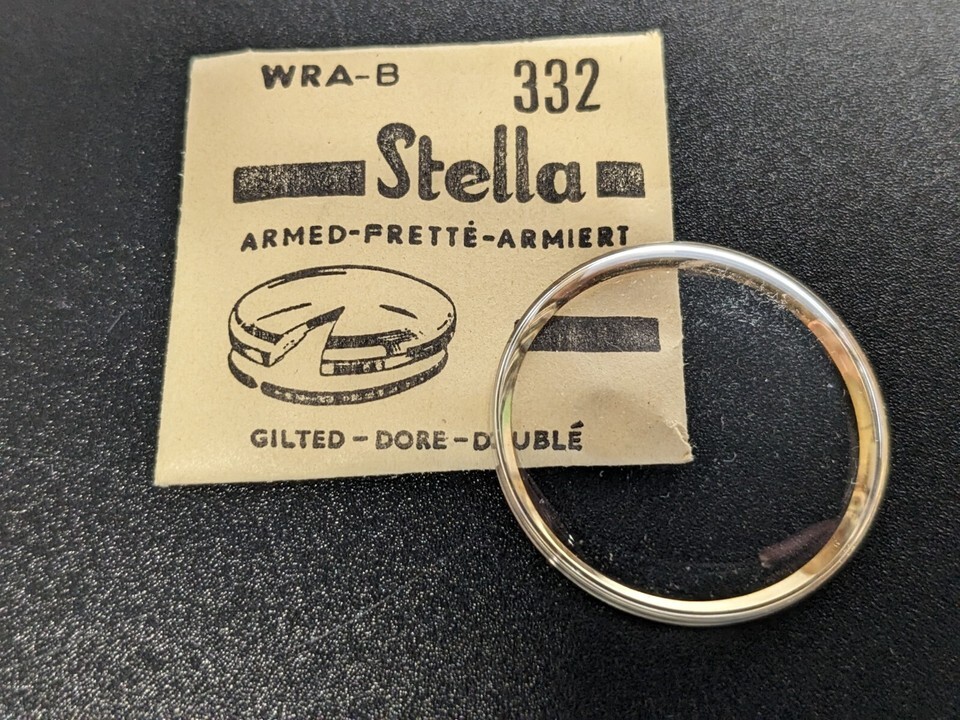 WRA-B 332
Stella
ARMED-FRETTÉ-ARMIERT
GILTED - DORE - DOUBLÉ